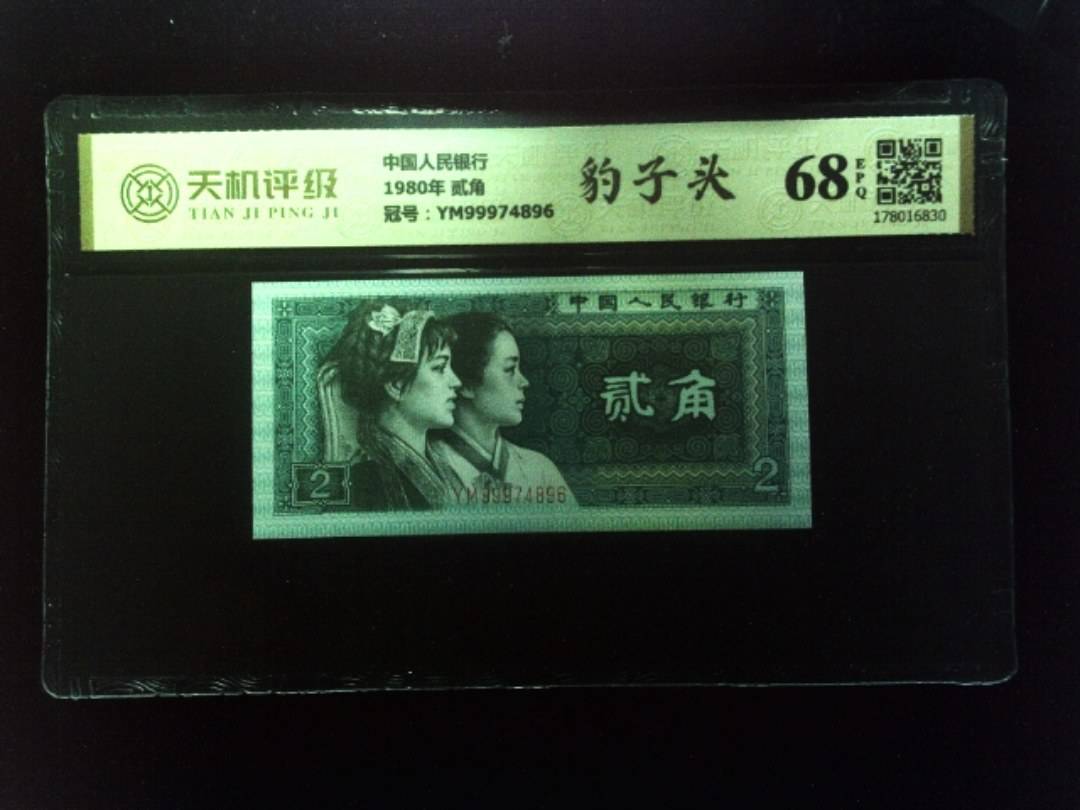 天机评级
TIAN JI PING JI
中国人民银行
1980年 贰角
冠号：YM99974896
豹子头
68
EPQ
178016830
中国人民银行
贰角
2
2
YM99974896